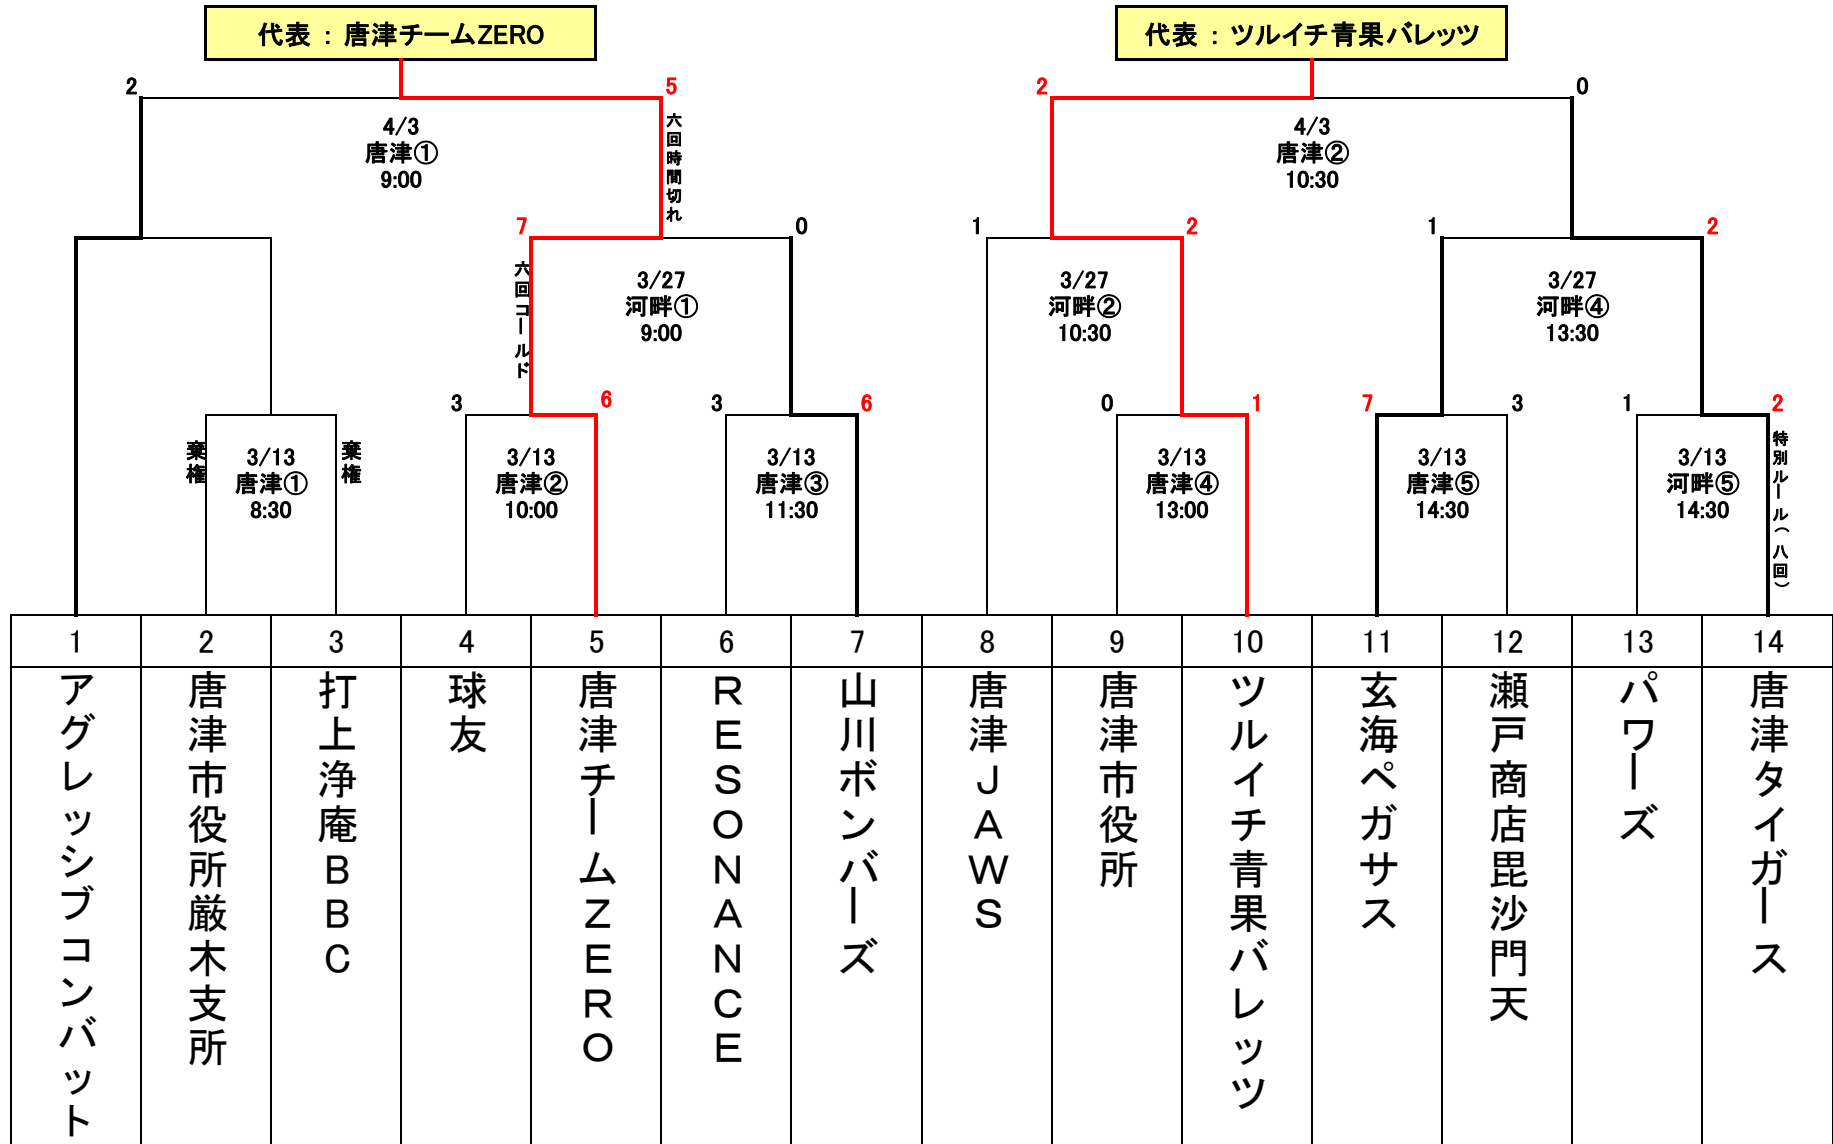 代表 : 唐津チームZERO
代表 : ツルイチ青果バレッツ
2
5
2
0
4/3
唐津①
9:00
六回時間切れ
4/3
唐津②
10:30
7
0
1
2
1
2
六回コールド
3/27
河畔①
9:00
3/27
河畔②
10:30
3/27
河畔④
13:30
3
6
3
6
0
1
7
3
1
2
棄権
3/13
唐津①
8:30
棄権
3/13
唐津②
10:00
3/13
唐津③
11:30
3/13
唐津④
13:00
3/13
唐津⑤
14:30
3/13
河畔⑤
14:30
特別ルール(八回)
1
2
3
4
5
6
7
8
9
10
11
12
13
14
アグレッシブコンバット
唐津市役所厳木支所
打上浄庵BBC
球友
唐津チームZERO
RESONANCE
山川ボンバーズ
唐津JAWS
唐津市役所
ツルイチ青果バレッツ
玄海ペガサス
瀬戸商店毘沙門天
パワーズ
唐津タイガース